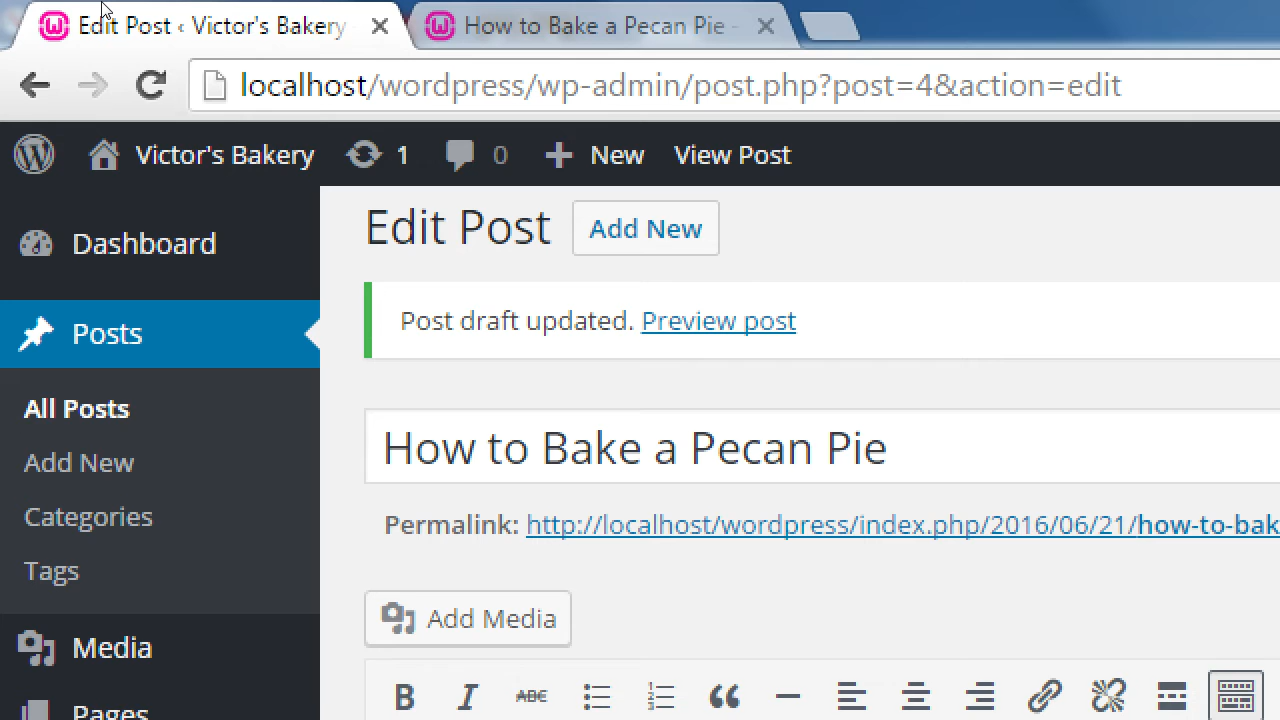 Edit Post ‹ Victor's Bakery
How to Bake a Pecan Pie -
localhost/wordpress/wp-admin/post.php?post=4&action=edit
Victor's Bakery 1 0 New View Post
Dashboard
Posts
All Posts
Add New
Categories
Tags
Media
Pages
Edit Post Add New
Post draft updated. Preview post
How to Bake a Pecan Pie
Permalink: http://localhost/wordpress/index.php/2016/06/21/how-to-bak
Add Media
B I ABC